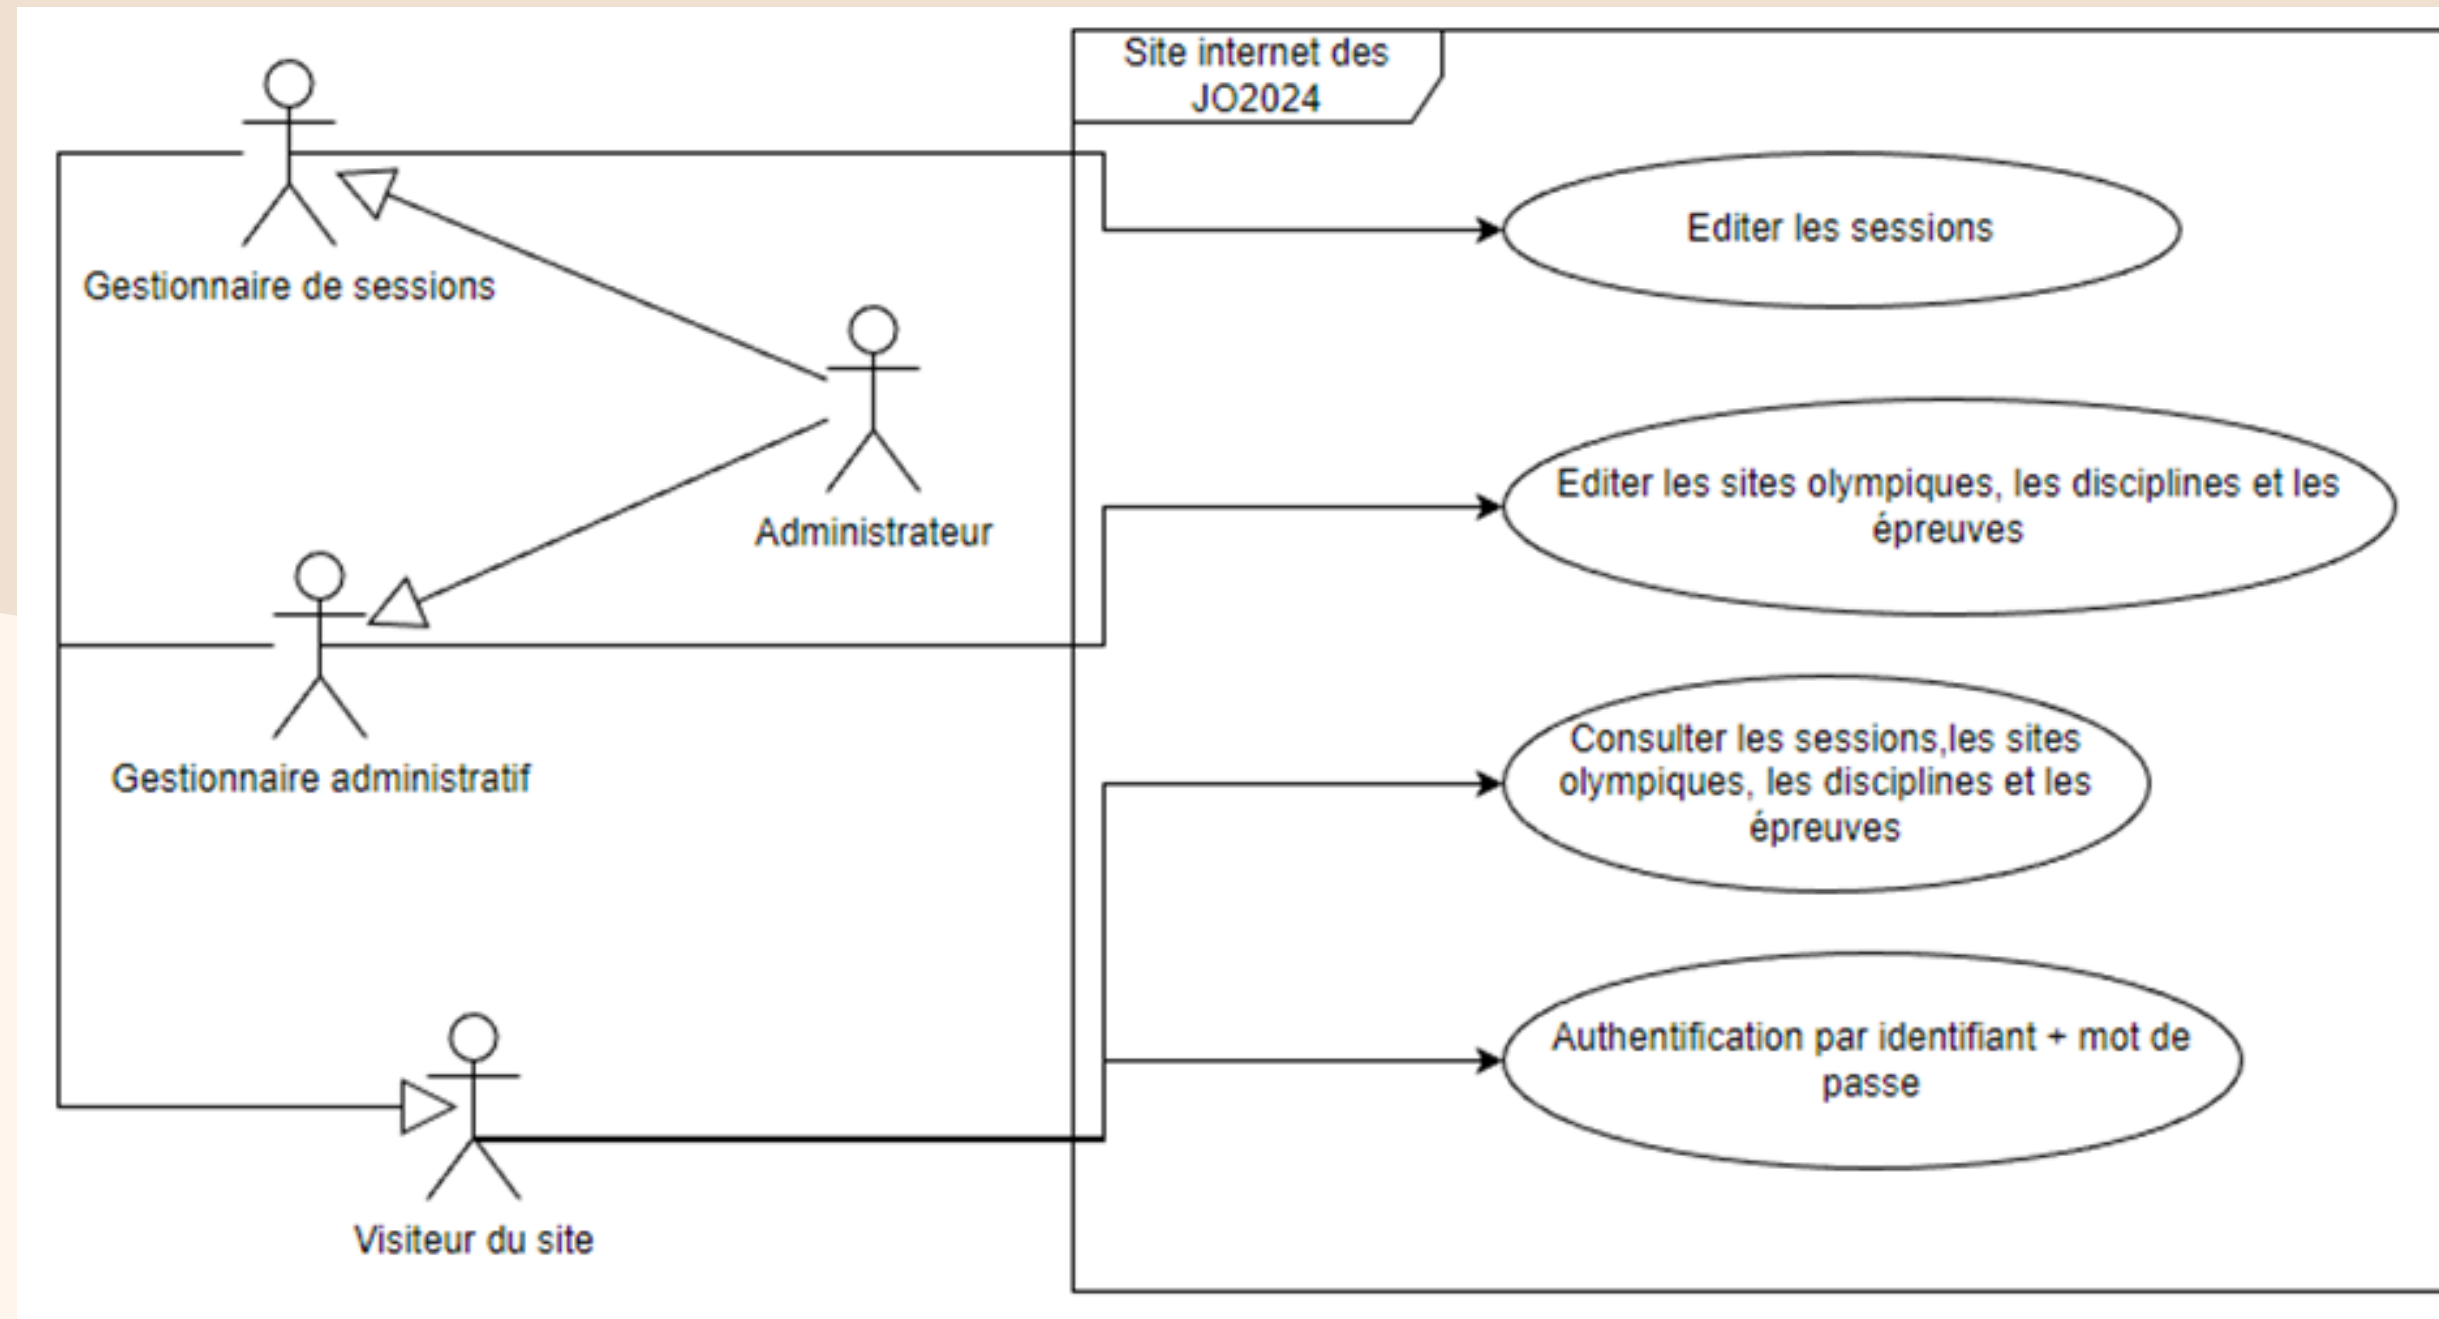 Site internet des
JO2024
Gestionnaire de sessions
Editer les sessions
Administrateur
Editer les sites olympiques, les disciplines et les
épreuves
Gestionnaire administratif
Consulter les sessions,les sites
olympiques, les disciplines et les
épreuves
Authentification par identifiant + mot de
passe
Visiteur du site